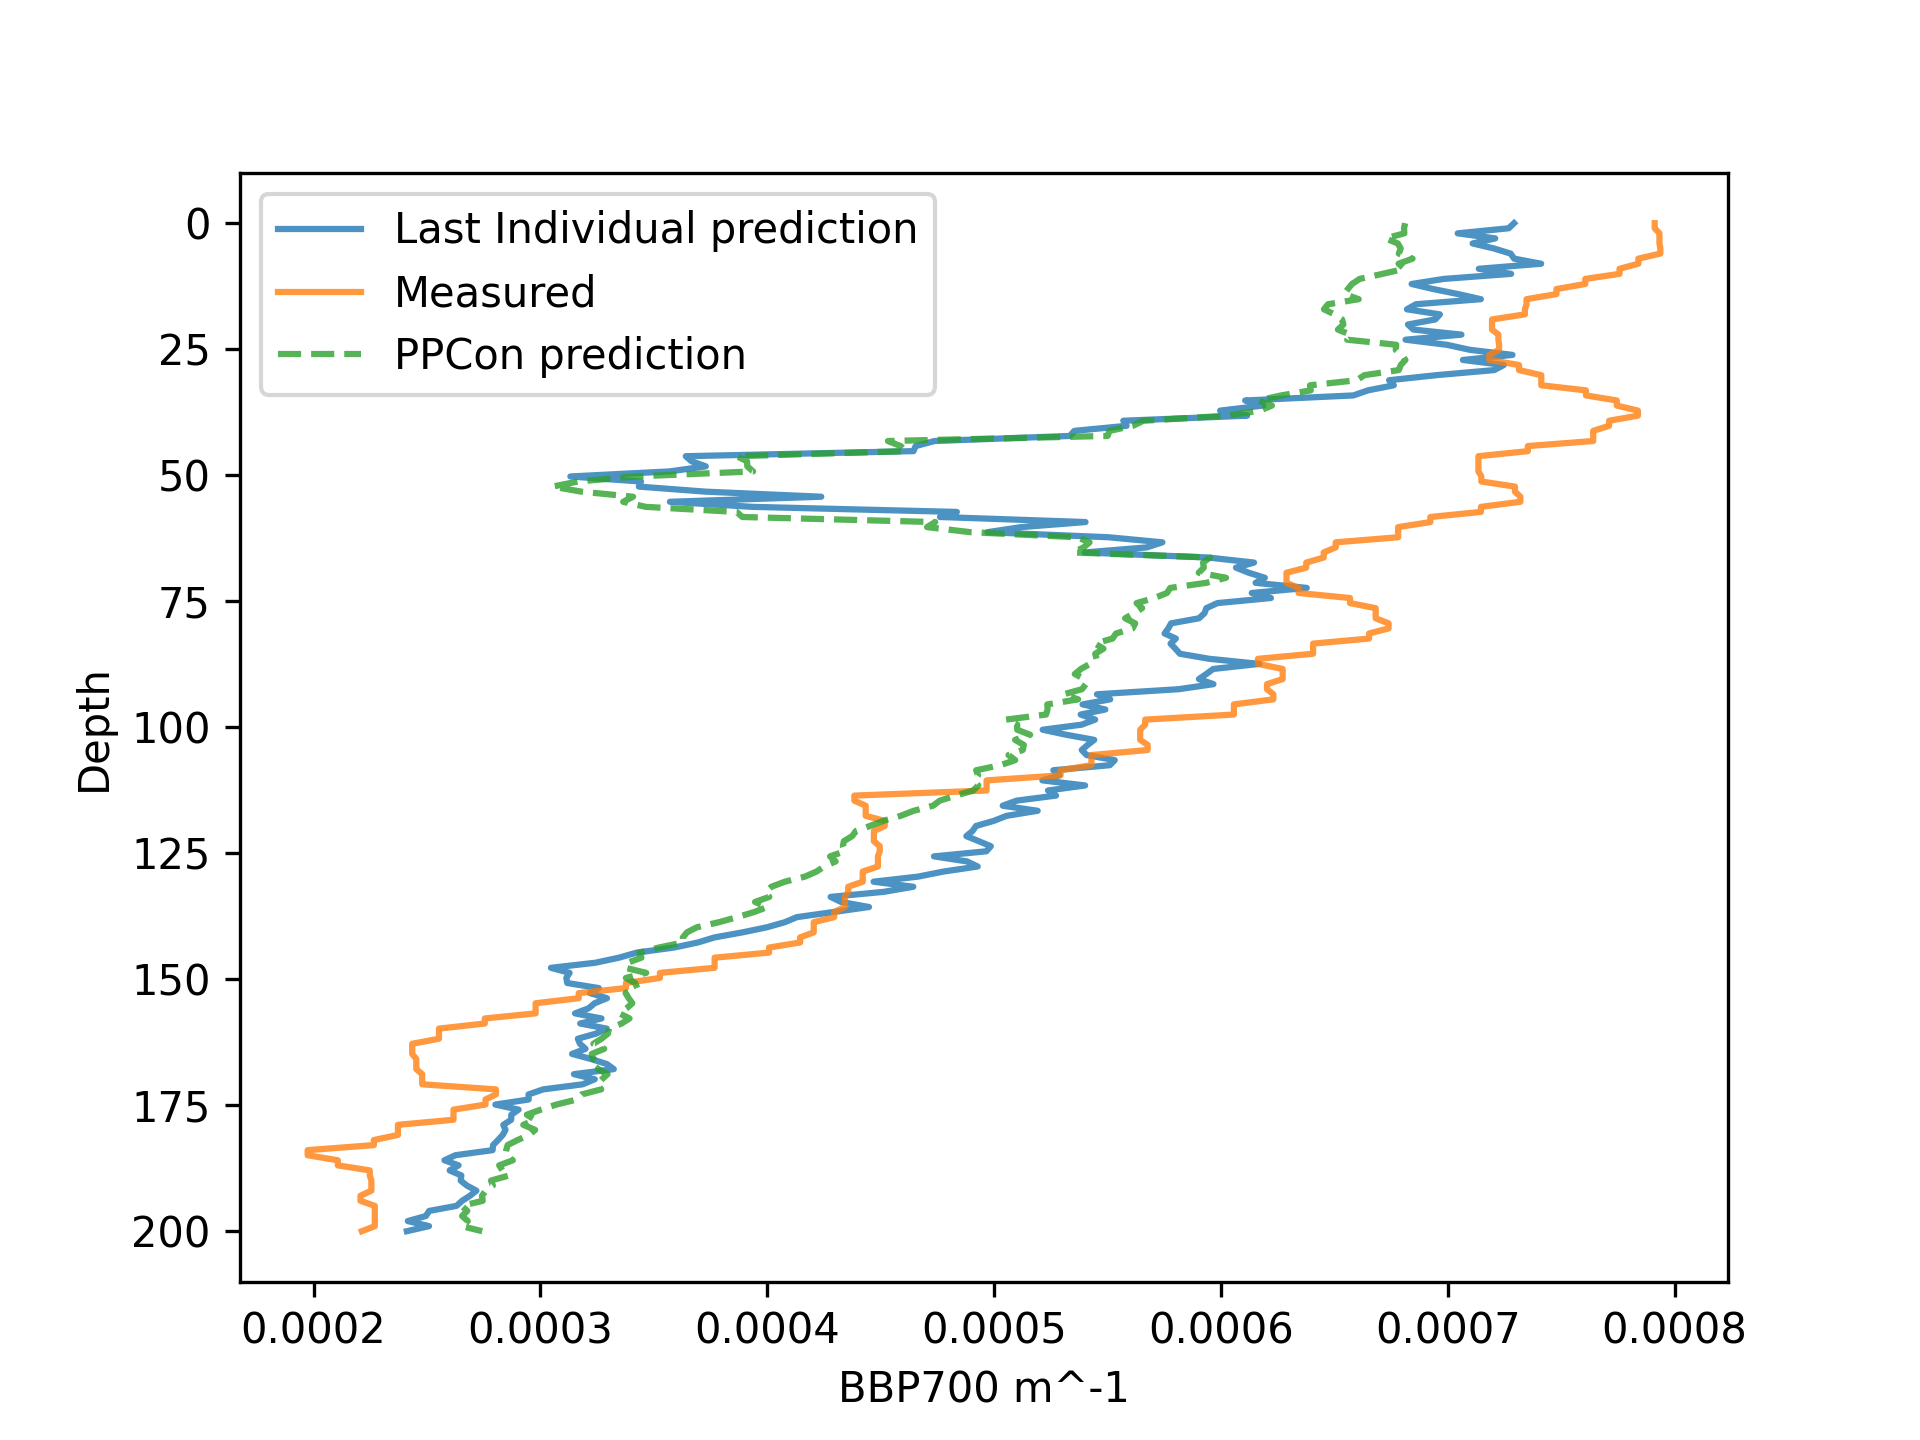 Last Individual prediction
Measured
PPCon prediction
0
25
50
75
100
125
150
175
200
Depth
0.0002 0.0003 0.0004 0.0005 0.0006 0.0007 0.0008
BBP700 m^-1